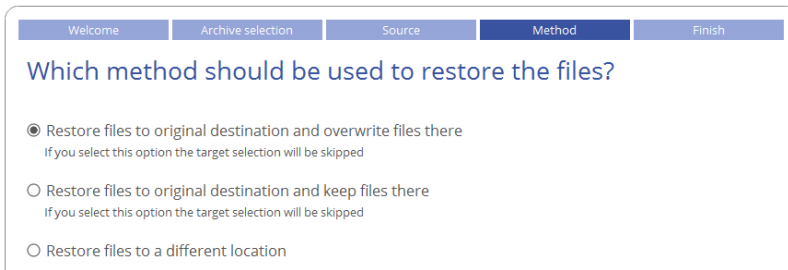 Welcome
Archive selection
Source
Method
Finish
Which method should be used to restore the files?
Restore files to original destination and overwrite files there
If you select this option the target selection will be skipped
Restore files to original destination and keep files there
If you select this option the target selection will be skipped
Restore files to a different location